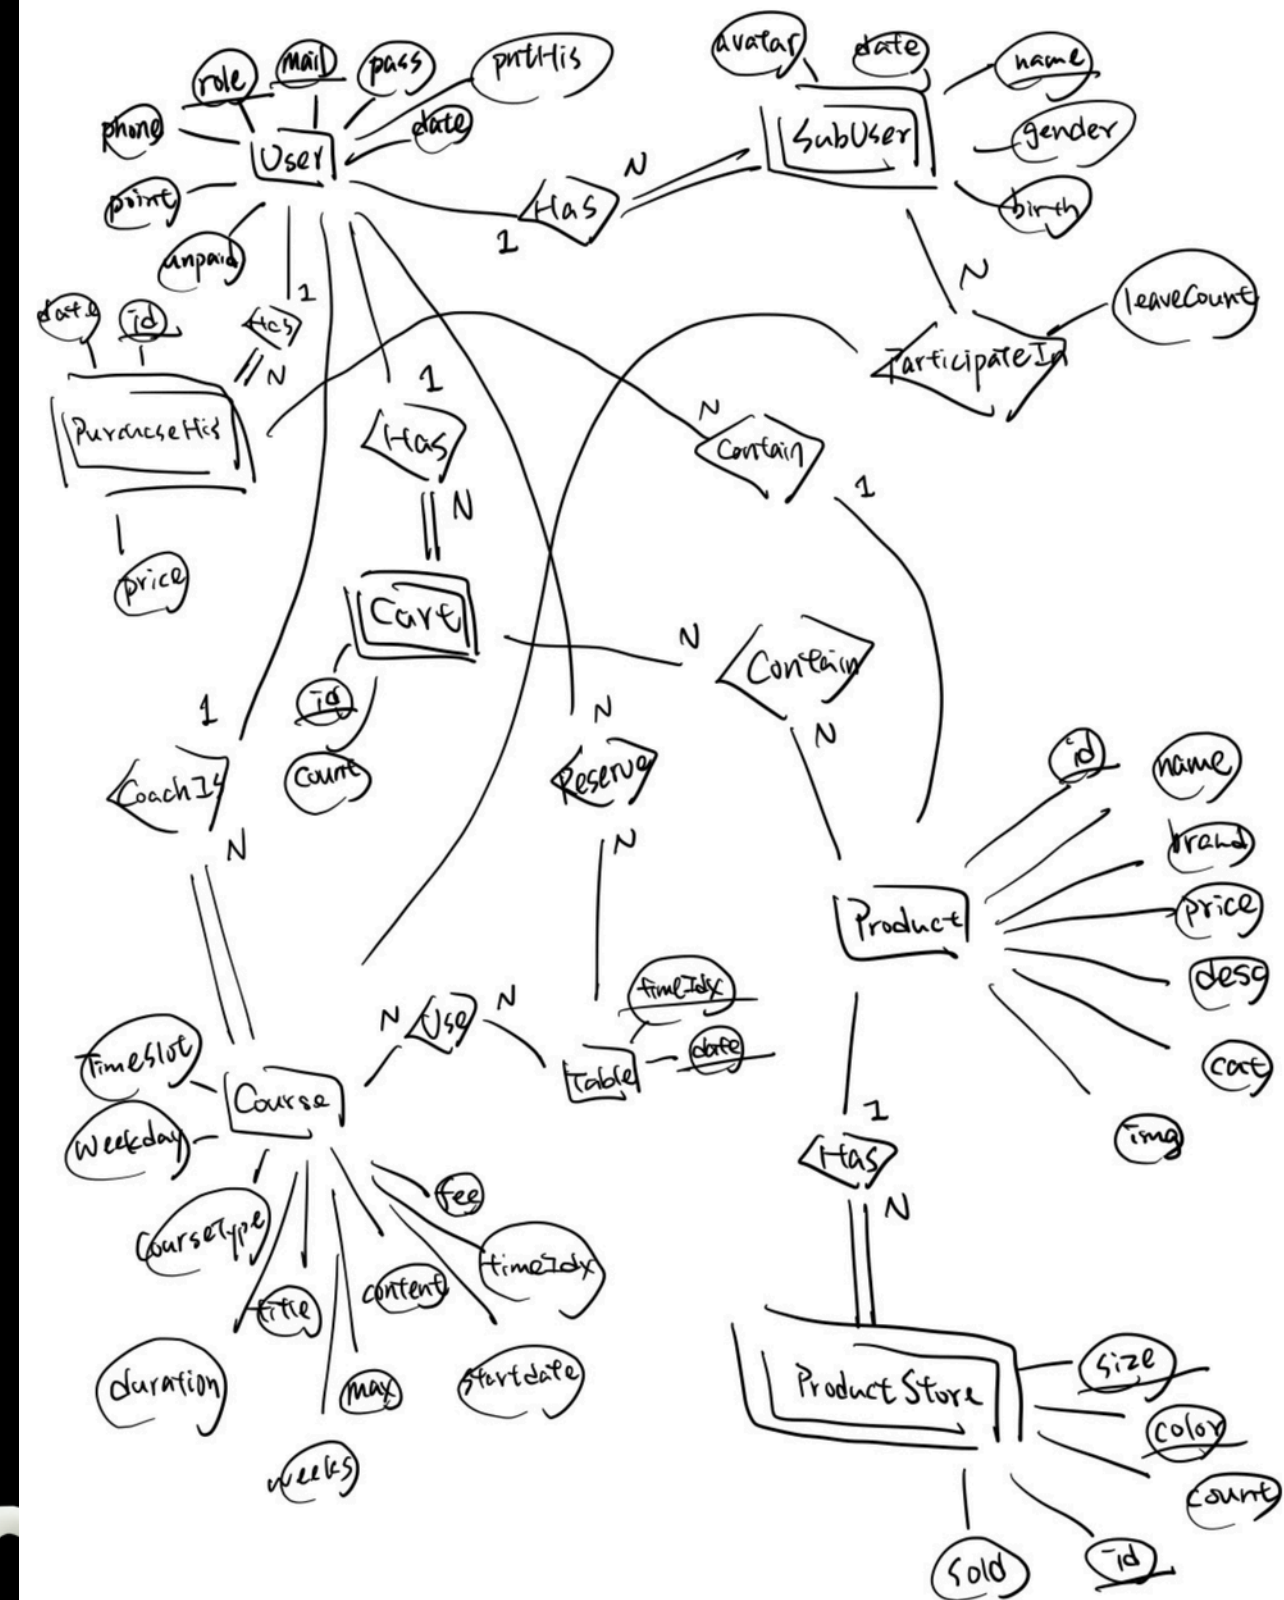 avatar
date
name
mail
pass
pntHis
role
phone
date
User
SubUser
gender
point
birth
N
Has
1
unpaid
N
leaveCount
date
id
1
Has
N
ParticipateIn
1
PurchaseHis
Has
N
Contain
1
N
price
Cart
N
Contain
id
1
N
N
id
name
CoachIs
count
Reserve
N
N
brand
Product
price
desc
timeIdx
cat
N
Use
N
date
TimeSlot
Table
Course
1
weekday
img
Has
fee
N
CourseType
timeIdx
content
title
size
duration
max
startdate
ProductStore
color
weeks
count
sold
id